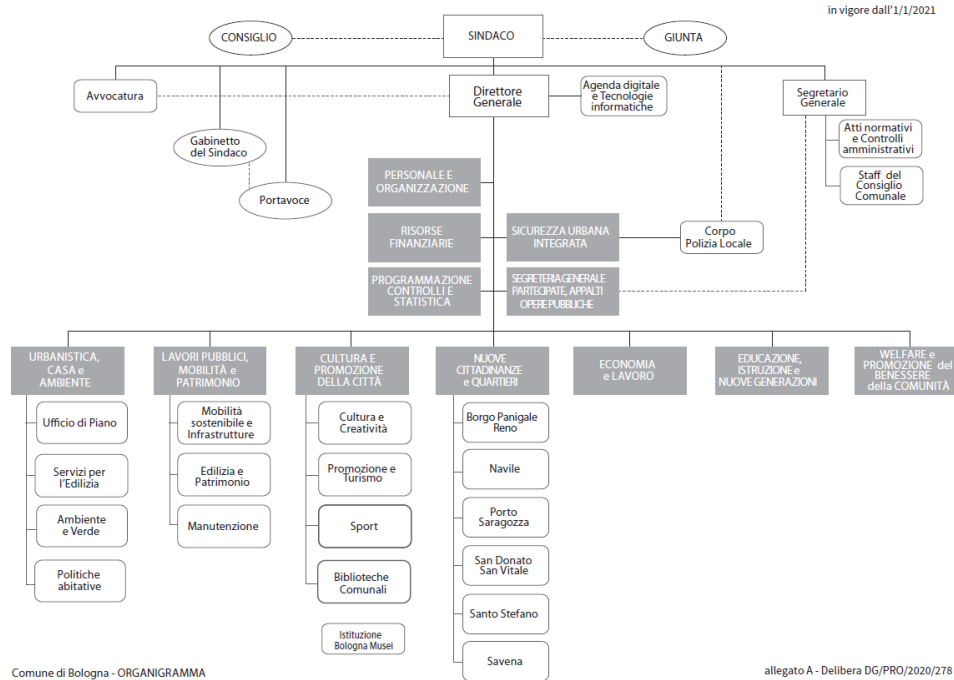 in vigore dall'1/1/2021
CONSIGLIO
SINDACO
GIUNTA
Avvocatura
Direttore
Generale
Agenda digitale
e Tecnologie
informatiche
Segretario
Generale
Gabinetto
del Sindaco
Atti normativi
e Controlli
amministrativi
Portavoce
Staff del
Consiglio
Comunale
PERSONALE E
ORGANIZZAZIONE
RISORSE
FINANZIARIE
SICUREZZA URBANA
INTEGRATA
Corpo
Polizia Locale
PROGRAMMAZIONE
CONTROLLI E
STATISTICA
SEGRETERIA GENERALE
PARTECIPATE, APPALTI
OPERE PUBBLICHE
URBANISTICA,
CASA e
AMBIENTE
LAVORI PUBBLICI,
MOBILITÀ e
PATRIMONIO
CULTURA E
PROMOZIONE
DELLA CITTÀ
NUOVE
CITTADINANZE
e QUARTIERI
ECONOMIA
e LAVORO
EDUCAZIONE,
ISTRUZIONE e
NUOVE GENERAZIONI
WELFARE e
PROMOZIONE del
BENESSERE
della COMUNITÀ
Ufficio di Piano
Servizi per
l'Edilizia
Ambiente
e Verde
Politiche
abitative
Mobilità
sostenibile e
Infrastrutture
Edilizia e
Patrimonio
Manutenzione
Cultura e
Creatività
Promozione e
Turismo
Sport
Biblioteche
Comunali
Istituzione
Bologna Musei
Borgo Panigale
Reno
Navile
Porto
Saragozza
San Donato
San Vitale
Santo Stefano
Savena
Comune di Bologna - ORGANIGRAMMA
allegato A - Delibera DG/PRO/2020/278